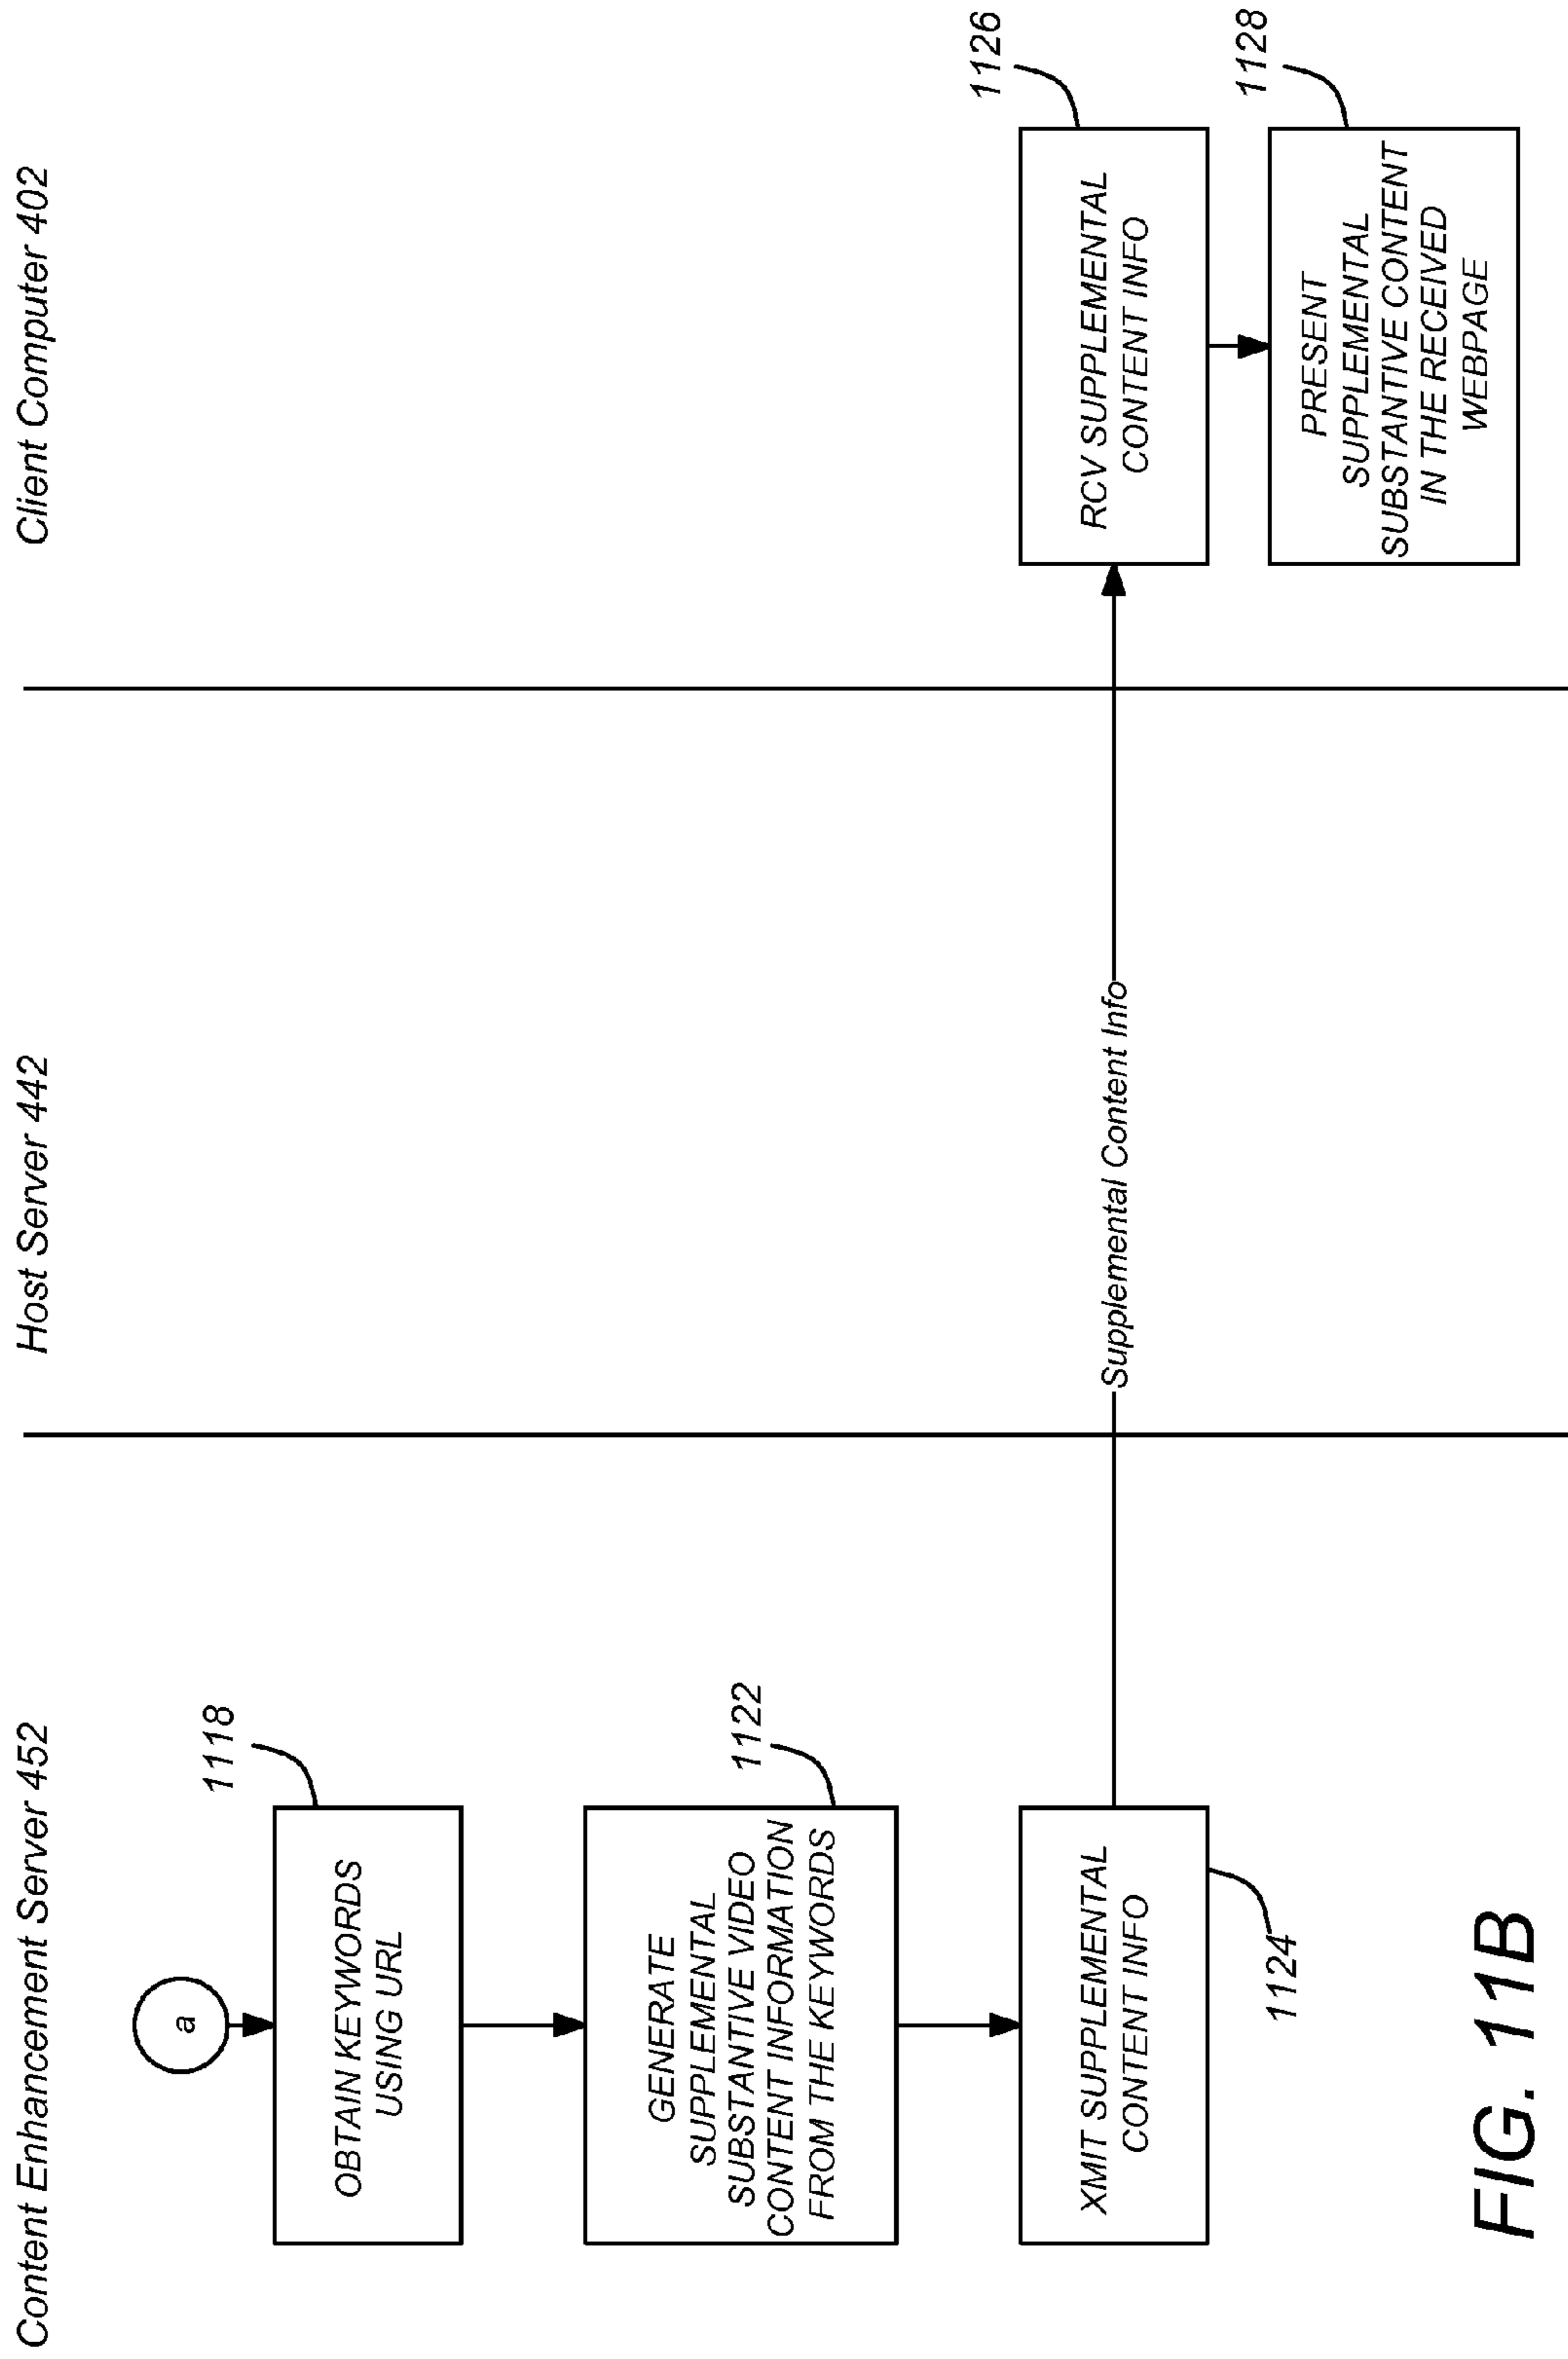 Content Enhancement Server 452
Host Server 442
Client Computer 402
a
1118
OBTAIN KEYWORDS
USING URL
1122
GENERATE
SUPPLEMENTAL
SUBSTANTIVE VIDEO
CONTENT INFORMATION
FROM THE KEYWORDS
XMIT SUPPLEMENTAL
CONTENT INFO
1124
Supplemental Content Info
1126
RCV SUPPLEMENTAL
CONTENT INFO
1128
PRESENT
SUPPLEMENTAL
SUBSTANTIVE CONTENT
IN THE RECEIVED
WEBPAGE
FIG. 11B